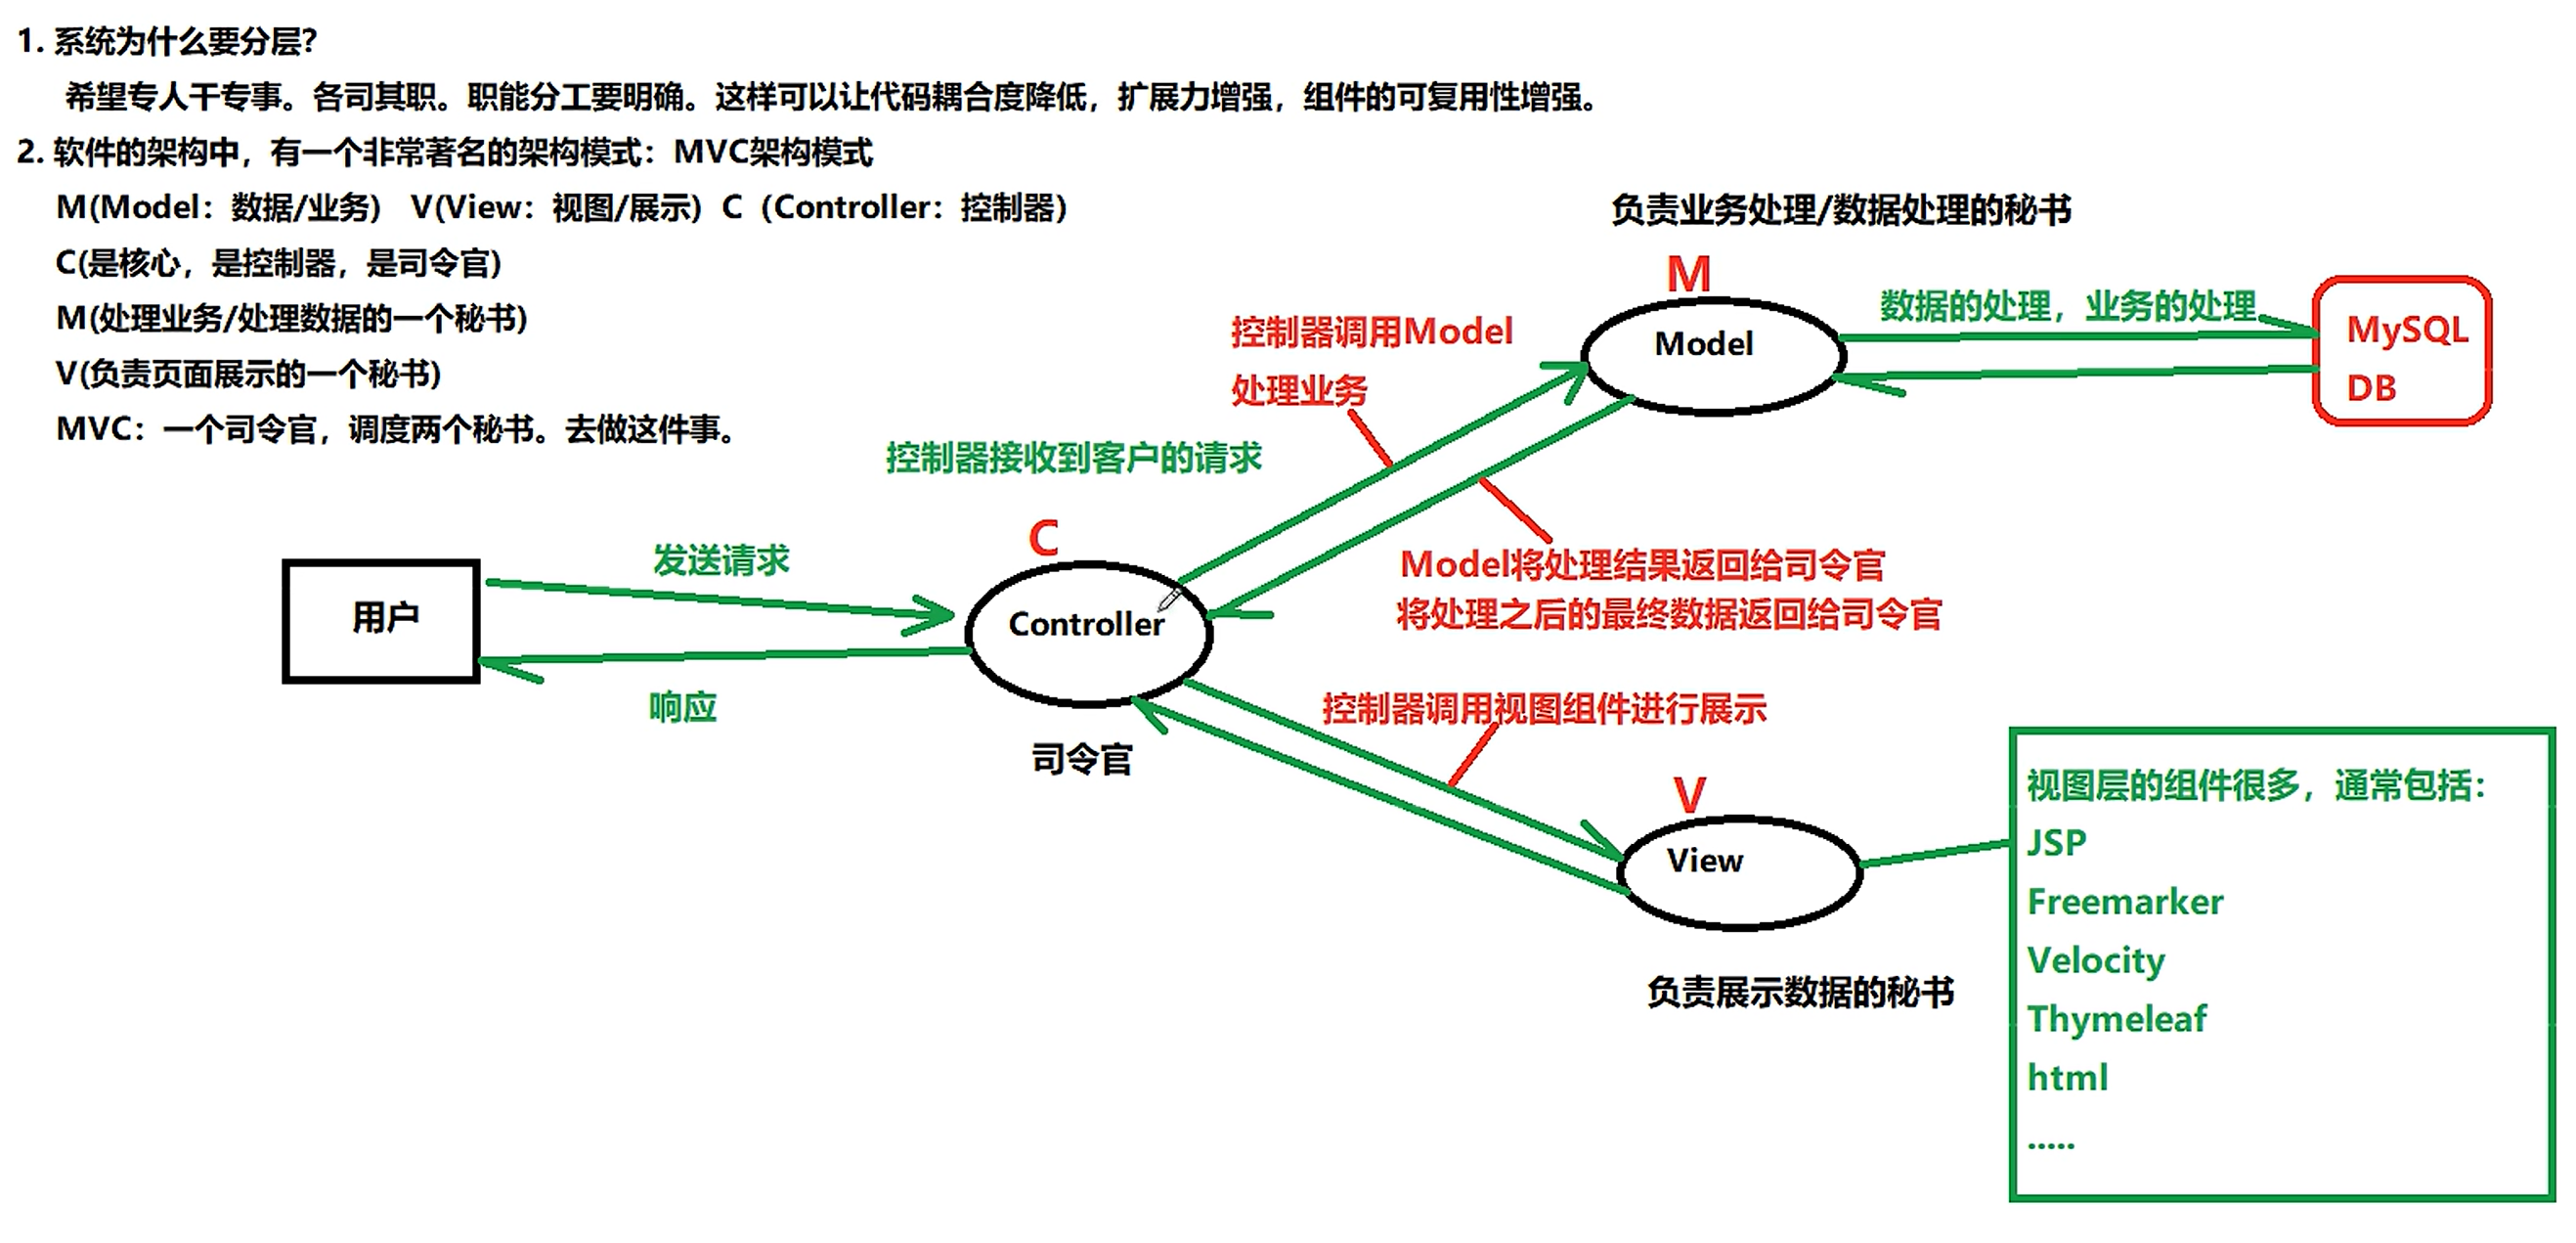 1. 系统为什么要分层？
希望专人干专事。各司其职。职能分工要明确。这样可以让代码耦合度降低，扩展力增强，组件的可复用性增强。
2. 软件的架构中，有一个非常著名的架构模式：MVC架构模式
M(Model：数据/业务） V(View：视图/展示) C（Controller：控制器）
C(是核心，是控制器，是司令官)
M(处理业务/处理数据的一个秘书)
V(负责页面展示的一个秘书)
MVC：一个司令官，调度两个秘书。去做这件事。
负责业务处理/数据处理的秘书
M
Model
数据的处理，业务的处理
MySQL
DB
控制器调用Model
处理业务
控制器接收到客户的请求
C
Controller
司令官
用户
发送请求
响应
Model将处理结果返回给司令官
将处理之后的最终数据返回给司令官
控制器调用视图组件进行展示
V
View
负责展示数据的秘书
视图层的组件很多，通常包括：
JSP
Freemarker
Velocity
Thymeleaf
html
.....